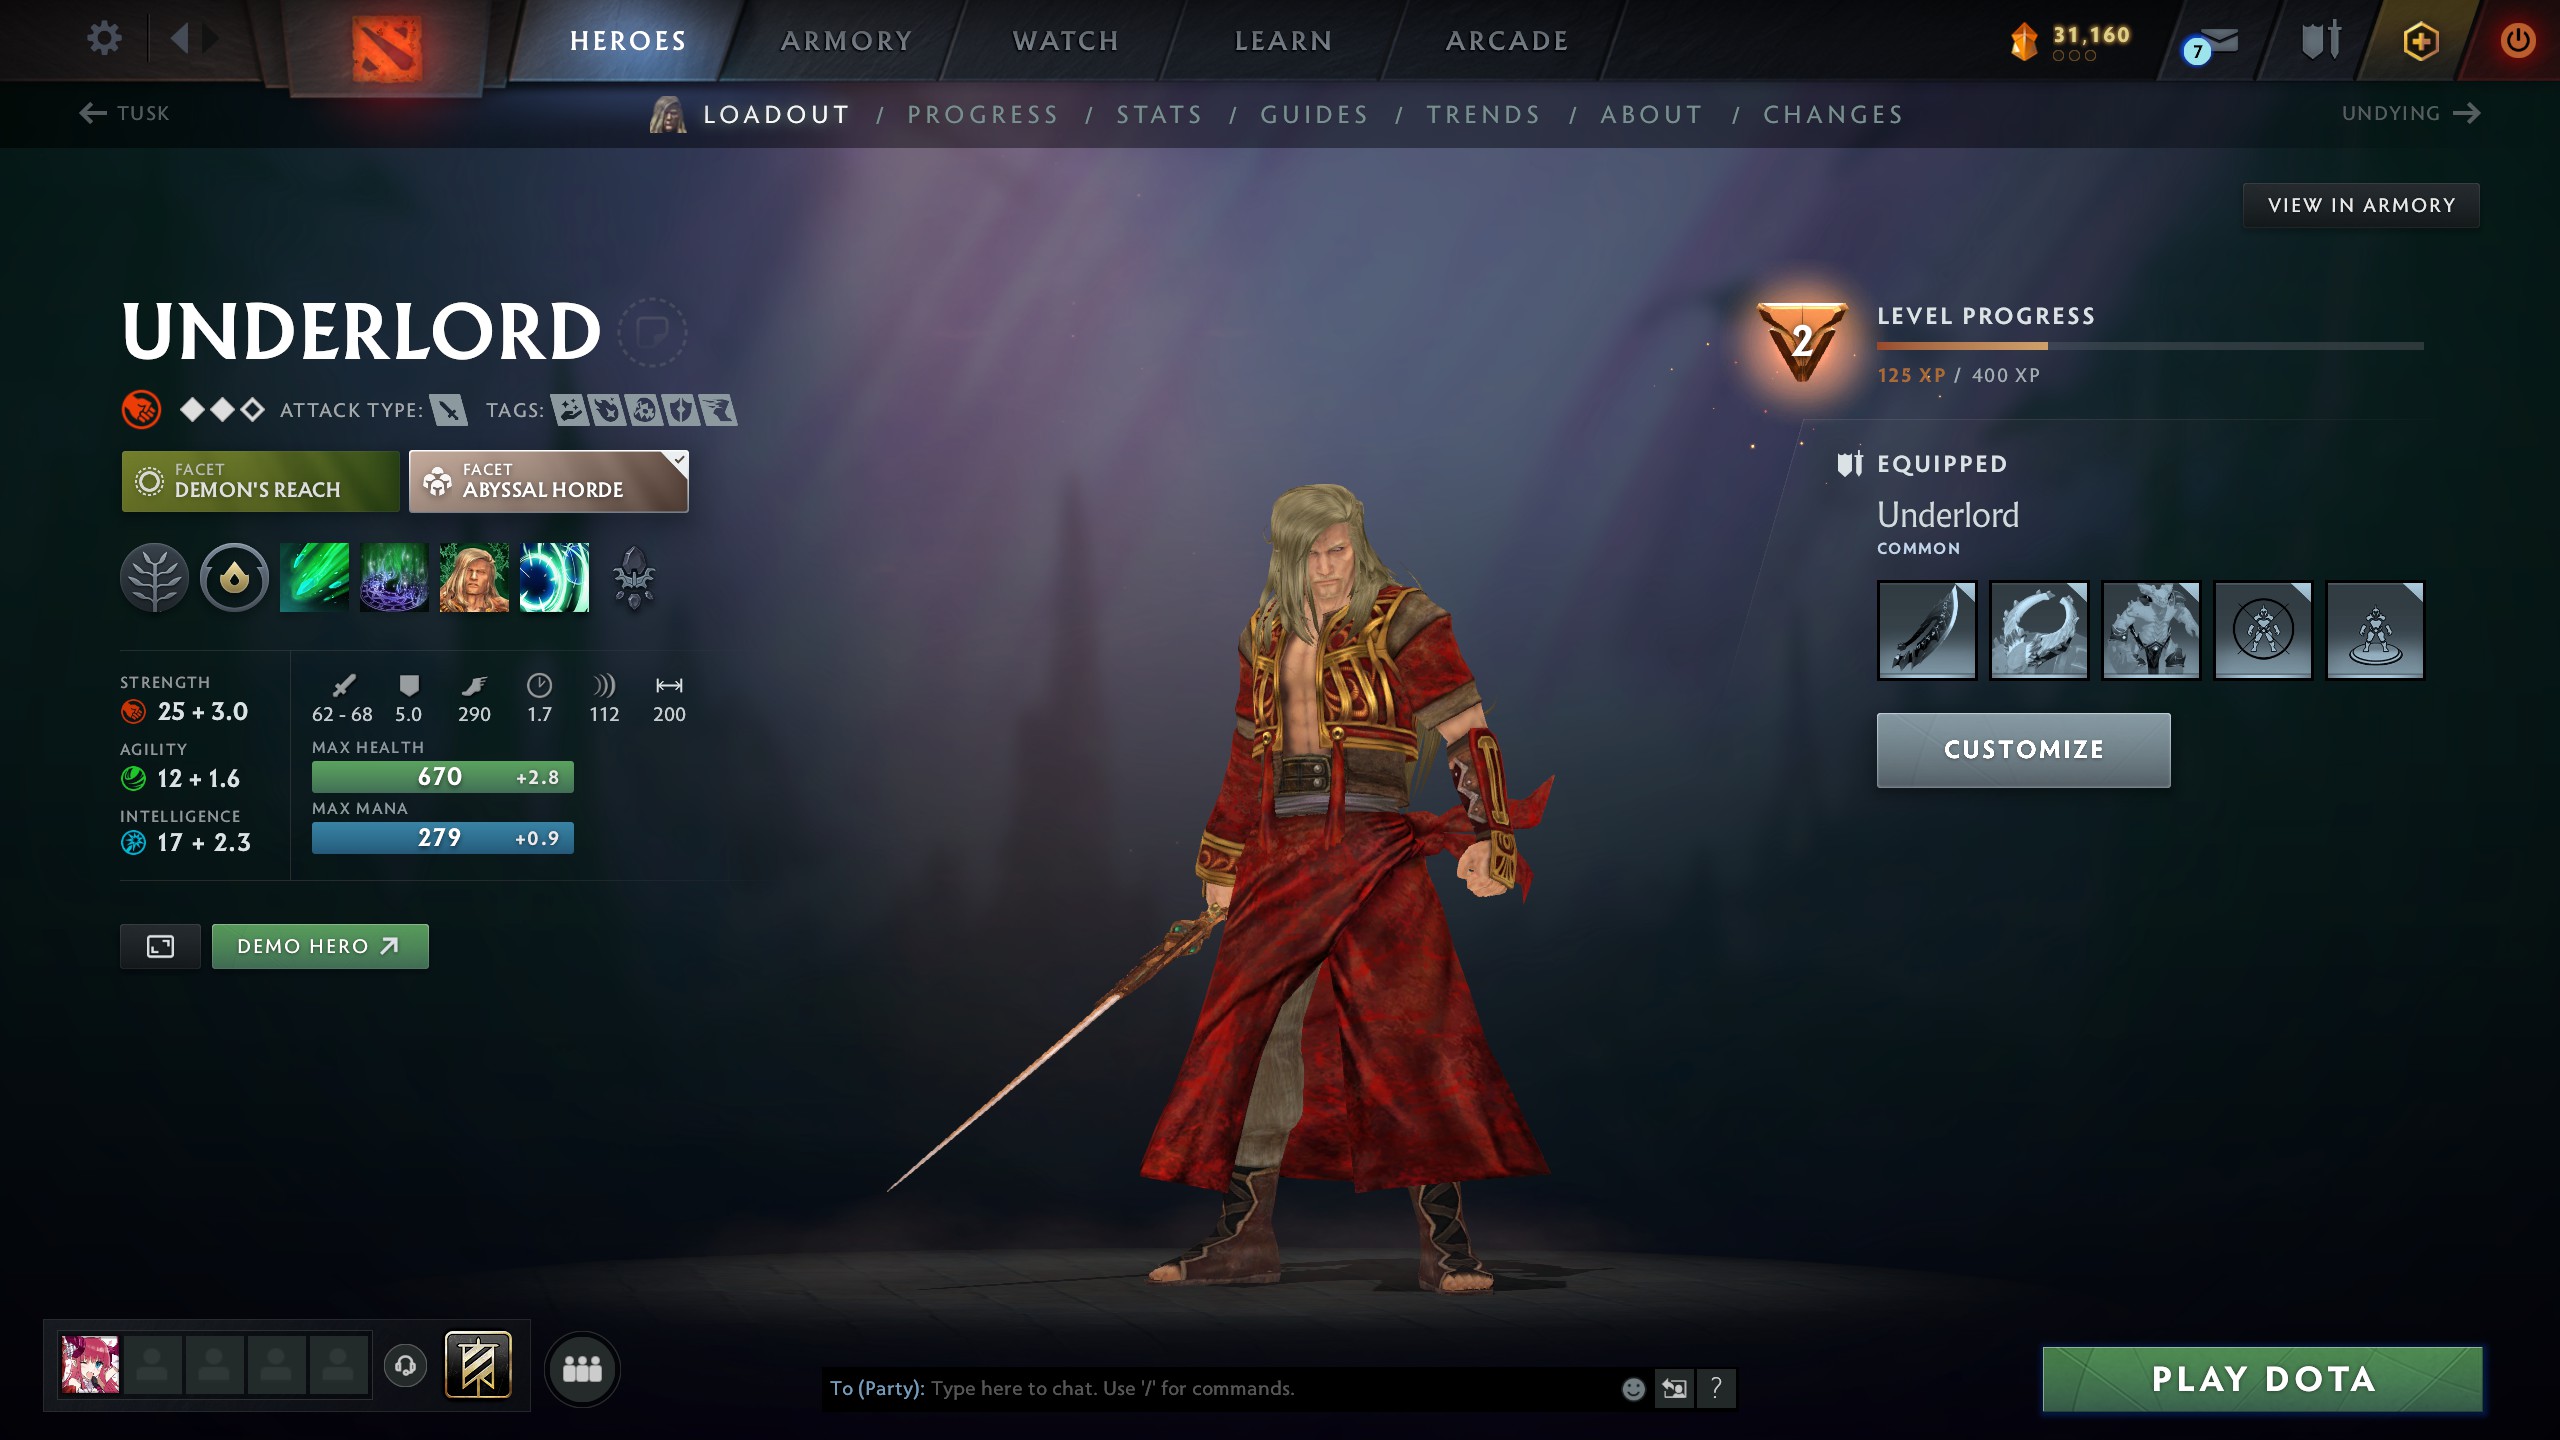 HEROES
ARMORY
WATCH
LEARN
ARCADE
31,160
7
TUSK
LOADOUT / PROGRESS / STATS / GUIDES / TRENDS / ABOUT / CHANGES
UNDYING
VIEW IN ARMORY
UNDERLORD
ATTACK TYPE:
TAGS:
FACET
DEMON'S REACH
FACET
ABYSSAL HORDE
STRENGTH
25 + 3.0
AGILITY
12 + 1.6
INTELLIGENCE
17 + 2.3
62 - 68
5.0
290
1.7
112
200
MAX HEALTH
670 +2.8
MAX MANA
279 +0.9
DEMO HERO
2
LEVEL PROGRESS
125 XP / 400 XP
EQUIPPED
Underlord
COMMON
CUSTOMIZE
To (Party): Type here to chat. Use '/' for commands.
?
PLAY DOTA